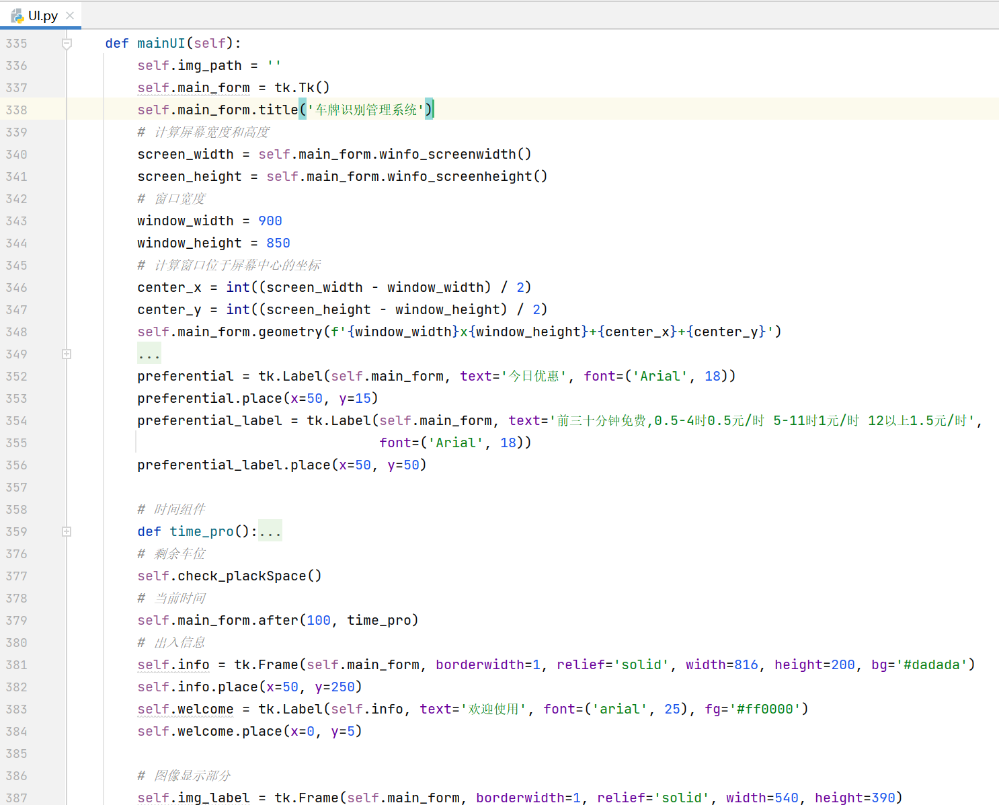 UI.py
335 def mainUI(self):
336 self.img_path = ''
337 self.main_form = tk.Tk()
338 self.main_form.title('车牌识别管理系统')
339 # 计算屏幕宽度和高度
340 screen_width = self.main_form.winfo_screenwidth()
341 screen_height = self.main_form.winfo_screenheight()
342 # 窗口宽度
343 window_width = 900
344 window_height = 850
345 # 计算窗口位于屏幕中心的坐标
346 center_x = int((screen_width - window_width) / 2)
347 center_y = int((screen_height - window_height) / 2)
348 self.main_form.geometry(f'{window_width}x{window_height}+{center_x}+{center_y}')
349 ...
352 preferential = tk.Label(self.main_form, text='今日优惠', font=('Arial', 18))
353 preferential.place(x=50, y=15)
354 preferential_label = tk.Label(self.main_form, text='前三十分钟免费,0.5-4时0.5元/时 5-11时1元/时 12以上1.5元/时',
355 font=('Arial', 18))
356 preferential_label.place(x=50, y=50)
357
358 # 时间组件
359 def time_pro():...
376 # 剩余车位
377 self.check_plackSpace()
378 # 当前时间
379 self.main_form.after(100, time_pro)
380 # 出入信息
381 self.info = tk.Frame(self.main_form, borderwidth=1, relief='solid', width=816, height=200, bg='#dadada')
382 self.info.place(x=50, y=250)
383 self.welcome = tk.Label(self.info, text='欢迎使用', font=('arial', 25), fg='#ff0000')
384 self.welcome.place(x=0, y=5)
385
386 # 图像显示部分
387 self.img_label = tk.Frame(self.main_form, borderwidth=1, relief='solid', width=540, height=390)